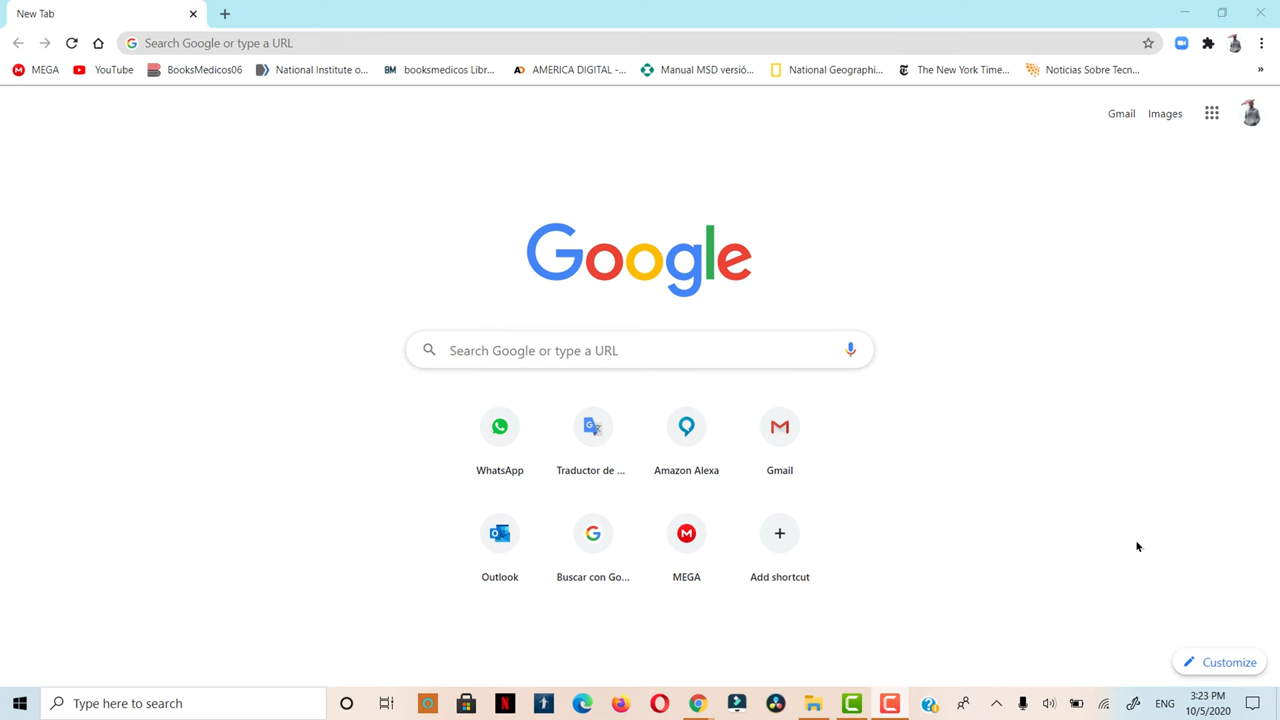 New Tab
Search Google or type a URL
MEGA YouTube BooksMedicos06 National Institute o... booksmedicos Libr... AMERICA DIGITAL -... Manual MSD versió... National Geographi... The New York Time... Noticias Sobre Tecn... »
Gmail Images
Google
Search Google or type a URL
WhatsApp Traductor de ... Amazon Alexa Gmail
Outlook Buscar con Go... MEGA Add shortcut
Customize
Type here to search
ENG
3:23 PM
10/5/2020